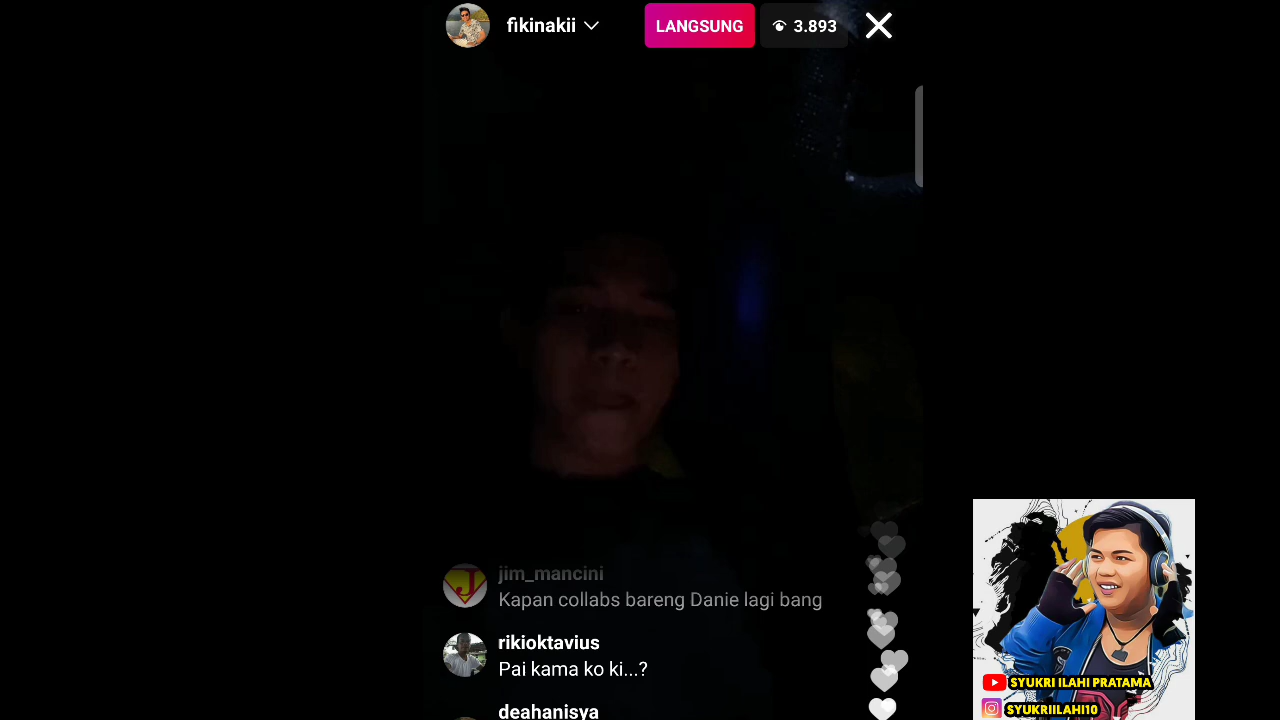 fikinakii
LANGSUNG
3.893
jim_mancini
Kapan collabs bareng Danie lagi bang
rikioktavius
Pai kama ko ki...?
deahanisya
SYUKRI ILAHI PRATAMA
SYUKRIILAHI10